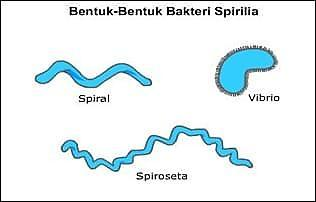 Bentuk-Bentuk Bakteri Spirilia
Spiral
Vibrio
Spiroseta